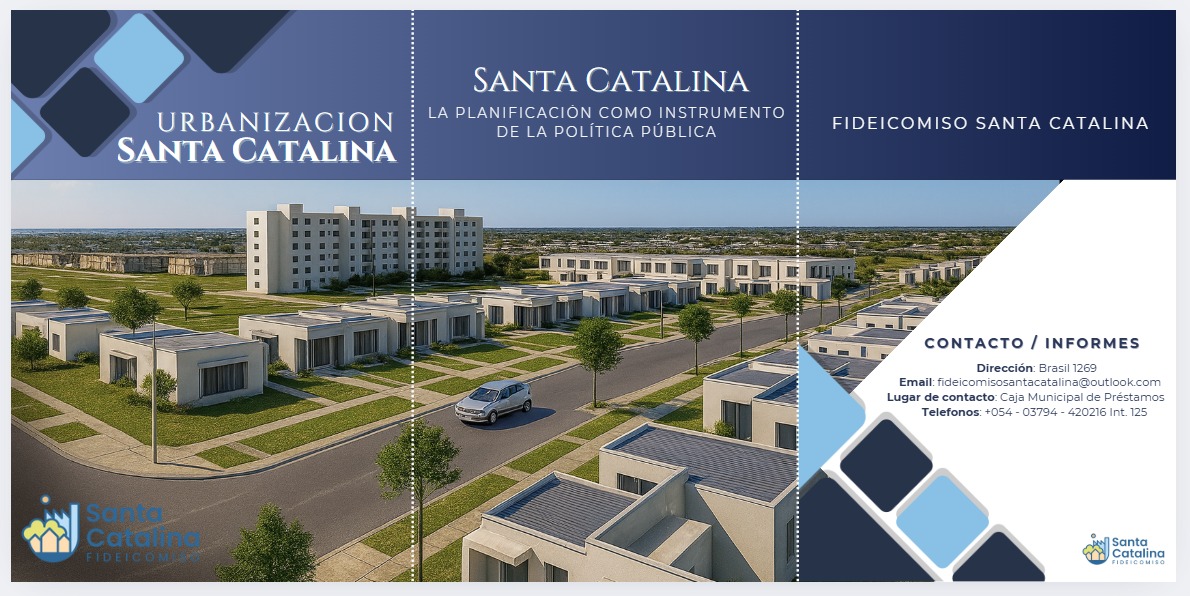 URBANIZACION
SANTA CATALINA
SANTA CATALINA
LA PLANIFICACIÓN COMO INSTRUMENTO
DE LA POLÍTICA PÚBLICA
FIDEICOMISO SANTA CATALINA
CONTACTO / INFORMES
Dirección: Brasil 1269
Email: fideicomisosantacatalina@outlook.com
Lugar de contacto: Caja Municipal de Préstamos
Telefonos: +054 - 03794 - 420216 Int. 125
Santa
Catalina
FIDEICOMISO
Santa
Catalina
FIDEICOMISO